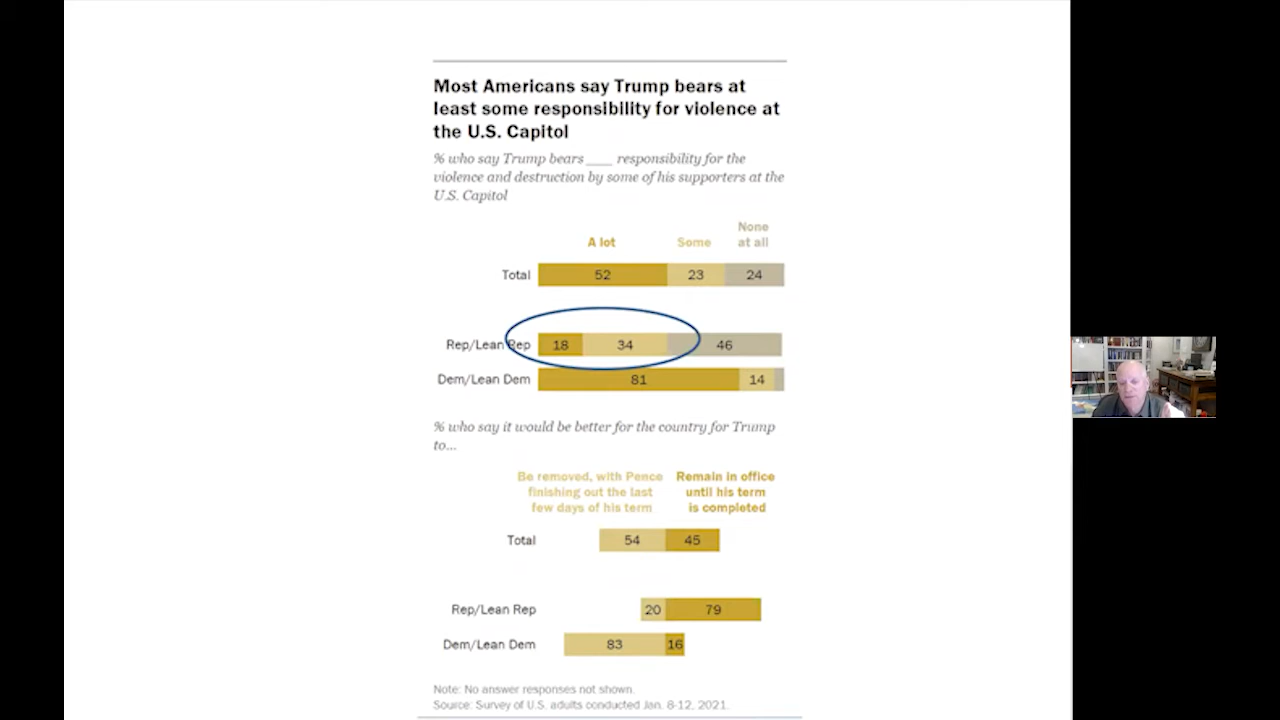 Most Americans say Trump bears at
least some responsibility for violence at
the U.S. Capitol
% who say Trump bears ____ responsibility for the
violence and destruction by some of his supporters at the
U.S. Capitol
A lot Some None at all
Total 52 23 24
Rep/Lean Rep 18 34 46
Dem/Lean Dem 81 14
% who say it would be better for the country for Trump
to...
Be removed, with Pence
finishing out the last
few days of his term
Remain in office
until his term
is completed
Total 54 45
Rep/Lean Rep 20 79
Dem/Lean Dem 83 16
Note: No answer responses not shown.
Source: Survey of U.S. adults conducted Jan. 8-12, 2021.